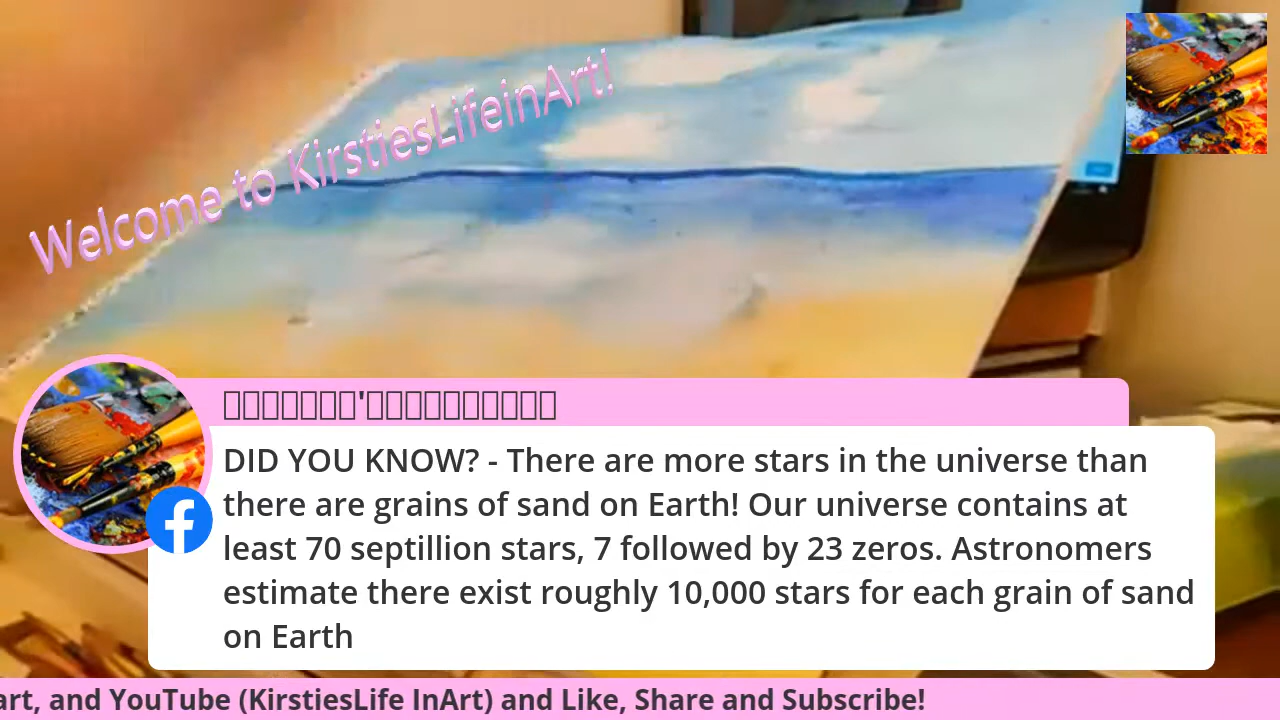 Welcome to KirstiesLifeinArt!
DID YOU KNOW? - There are more stars in the universe than
there are grains of sand on Earth! Our universe contains at
least 70 septillion stars, 7 followed by 23 zeros. Astronomers
estimate there exist roughly 10,000 stars for each grain of sand
on Earth
art, and YouTube (KirstiesLife InArt) and Like, Share and Subscribe!